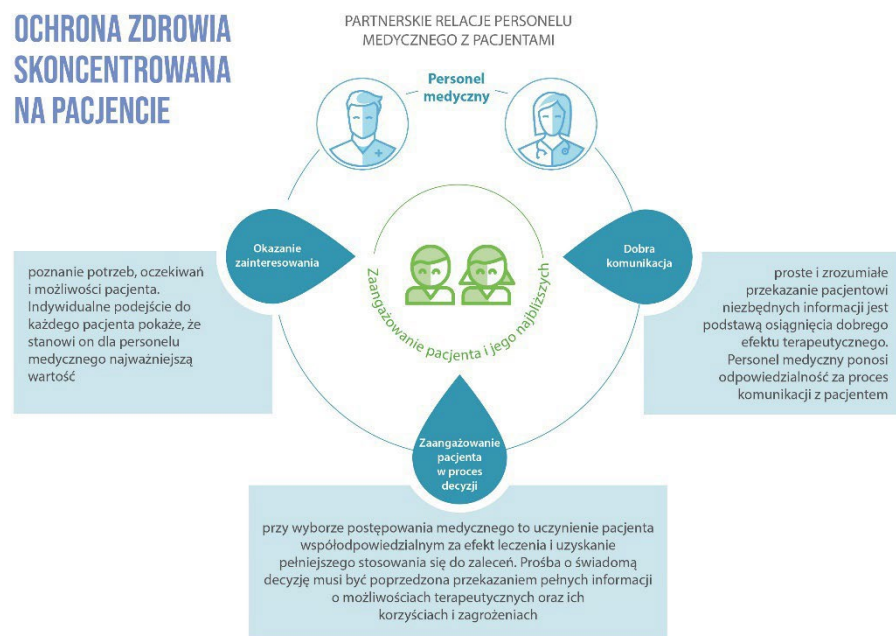 OCHRONA ZDROWIA
SKONCENTROWANA
NA PACJENCIE
PARTNERSKIE RELACJE PERSONELU
MEDYCZNEGO Z PACJENTAMI
Personel
medyczny
Okazanie
zainteresowania
poznanie potrzeb, oczekiwań
i możliwości pacjenta.
Indywidualne podejście do
każdego pacjenta pokaże, że
stanowi on dla personelu
medycznego najważniejszą
wartość
Zaangażowanie pacjenta i jego najbliższych
Dobra
komunikacja
proste i zrozumiałe
przekazanie pacjentowi
niezbędnych informacji jest
podstawą osiągnięcia dobrego
efektu terapeutycznego.
Personel medyczny ponosi
odpowiedzialność za proces
komunikacji z pacjentem
Zaangażowanie
pacjenta
w proces
decyzji
przy wyborze postępowania medycznego to uczynienie pacjenta
współodpowiedzialnym za efekt leczenia i uzyskanie
pełniejszego stosowania się do zaleceń. Prośba o świadomą
decyzję musi być poprzedzona przekazaniem pełnych informacji
o możliwościach terapeutycznych oraz ich
korzyściach i zagrożeniach